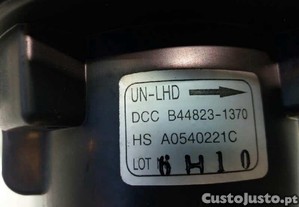 UN-LHD
DCC B44823-1370
HS A0540221C
LOT 6H10
CustoJusto.pt